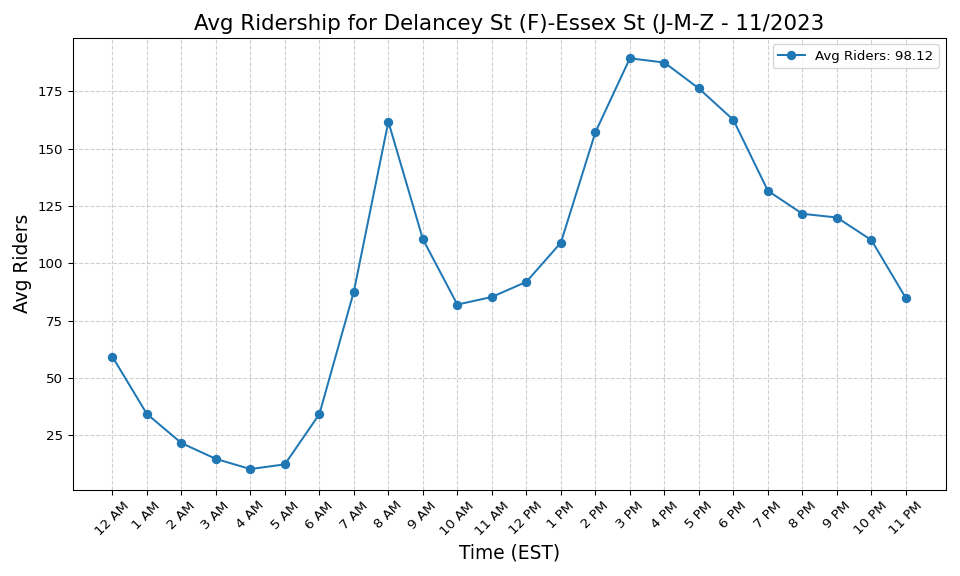 Avg Ridership for Delancey St (F)-Essex St (J-M-Z - 11/2023
Avg Riders: 98.12
Avg Riders
175
150
125
100
75
50
25
12 AM
1 AM
2 AM
3 AM
4 AM
5 AM
6 AM
7 AM
8 AM
9 AM
10 AM
11 AM
12 PM
1 PM
2 PM
3 PM
4 PM
5 PM
6 PM
7 PM
8 PM
9 PM
10 PM
11 PM
Time (EST)